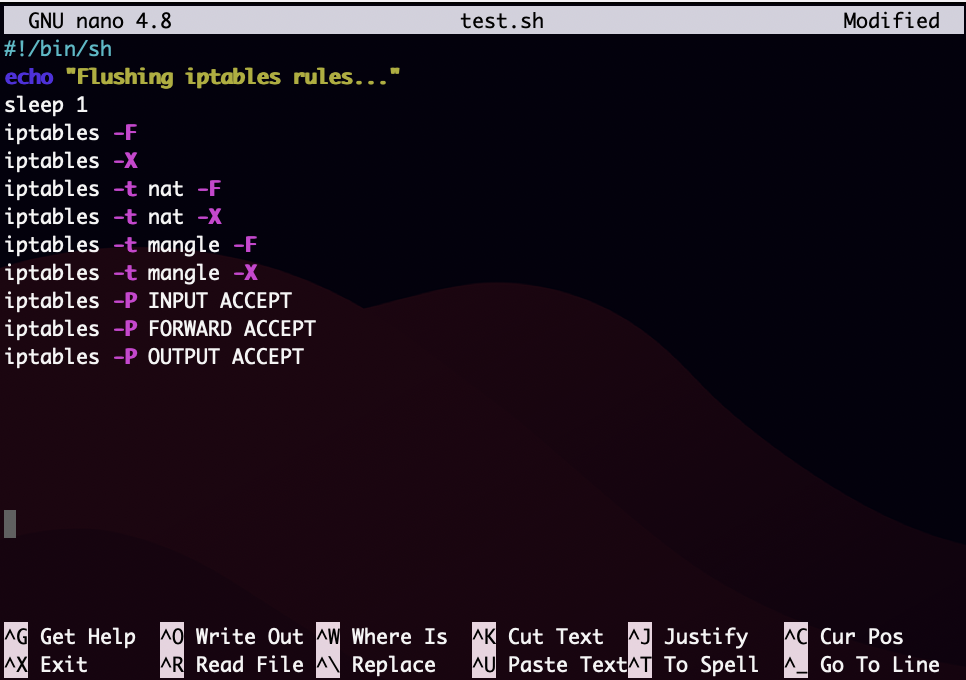 GNU nano 4.8 test.sh Modified
#!/bin/sh
echo "Flushing iptables rules..."
sleep 1
iptables -F
iptables -X
iptables -t nat -F
iptables -t nat -X
iptables -t mangle -F
iptables -t mangle -X
iptables -P INPUT ACCEPT
iptables -P FORWARD ACCEPT
iptables -P OUTPUT ACCEPT
^G Get Help ^O Write Out ^W Where Is ^K Cut Text ^J Justify ^C Cur Pos
^X Exit ^R Read File ^\ Replace ^U Paste Text ^T To Spell ^_ Go To Line